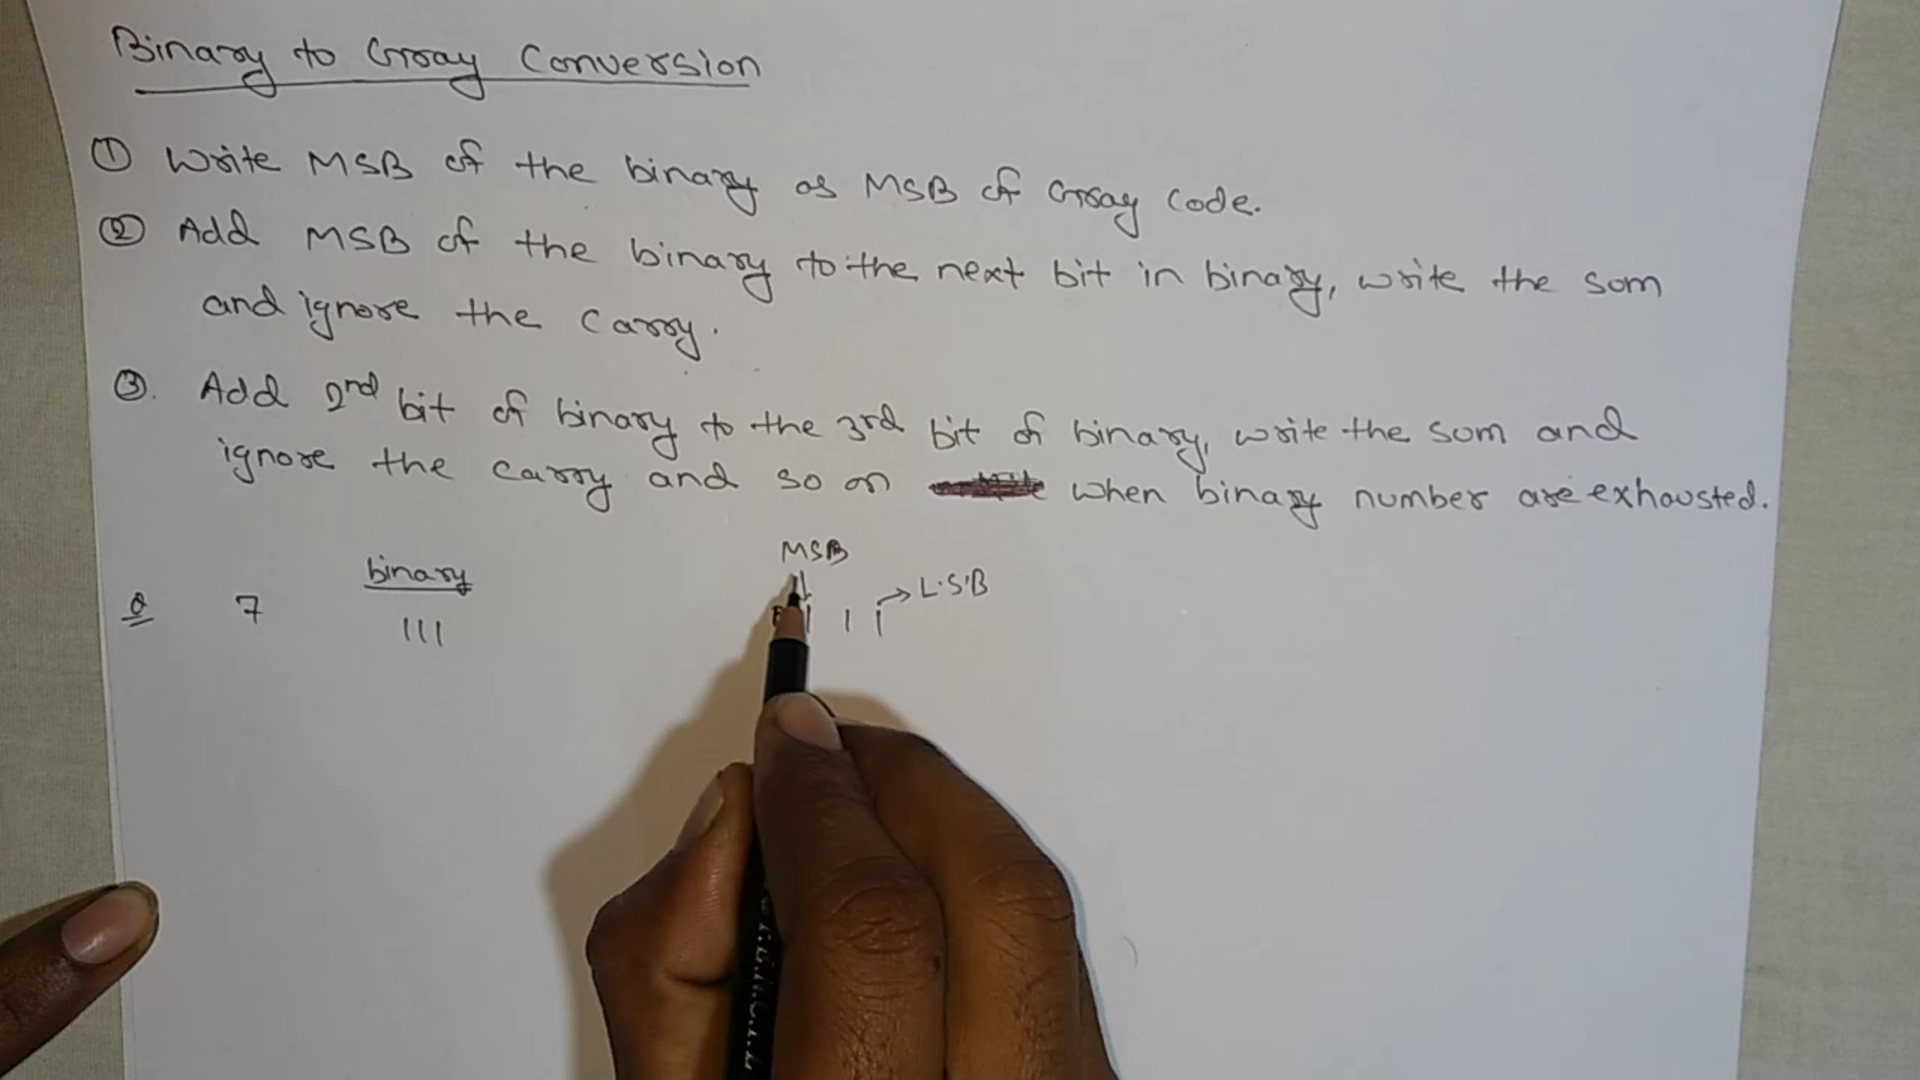 Binary to Gray Conversion
① Write MSB of the binary as MSB of Gray Code.
② Add MSB of the binary to the next bit in binary, write the sum
and ignore the carry.
③. Add 2nd bit of binary to the 3rd bit of binary, write the sum and
ignore the carry and so on when binary number are exhausted.
binary
MSB
→ L.S.B
Q 7 111
1 1 1